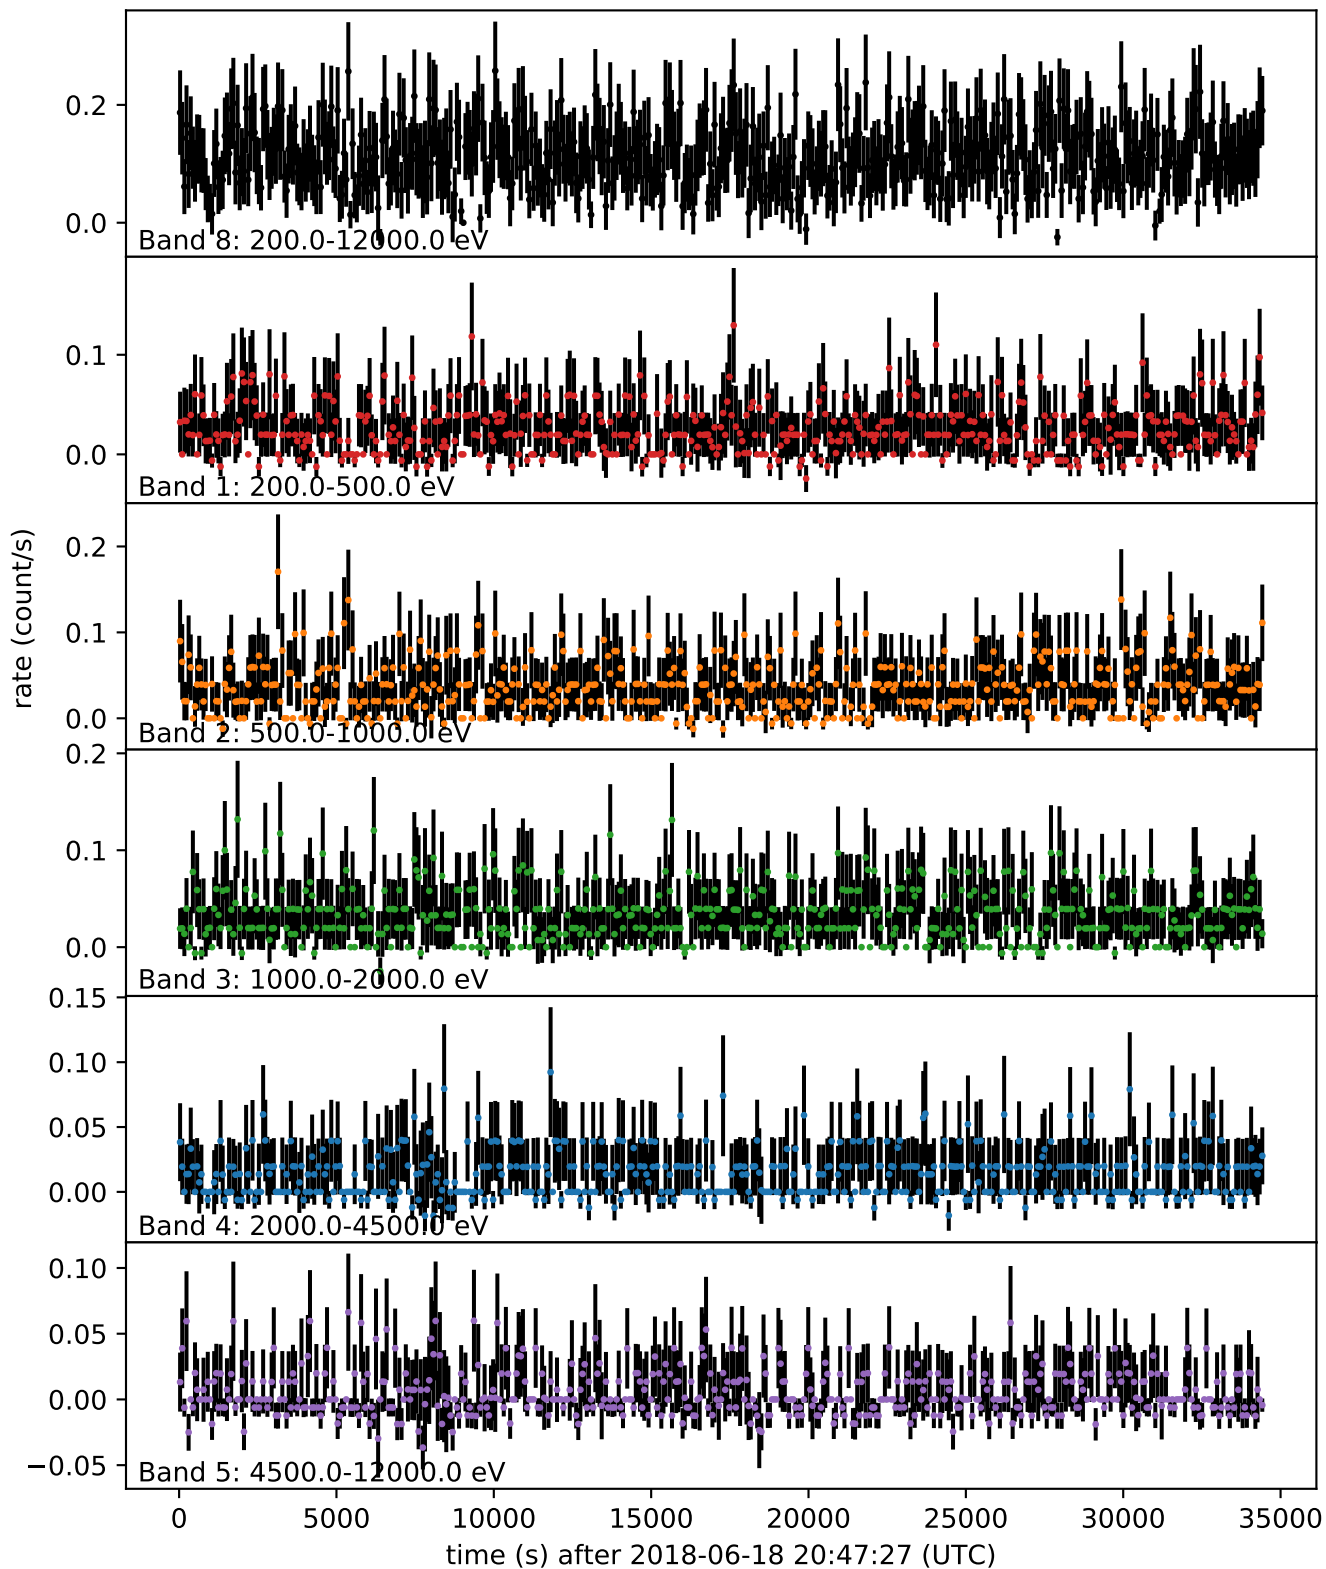 0.2
0.0
Band 8: 200.0-12000.0 eV
0.1
0.0
Band 1: 200.0-500.0 eV
rate (count/s)
0.2
0.1
0.0
Band 2: 500.0-1000.0 eV
0.2
0.1
0.0
Band 3: 1000.0-2000.0 eV
0.15
0.10
0.05
0.00
Band 4: 2000.0-4500.0 eV
0.10
0.05
0.00
−0.05
Band 5: 4500.0-12000.0 eV
0 5000 10000 15000 20000 25000 30000 35000
time (s) after 2018-06-18 20:47:27 (UTC)